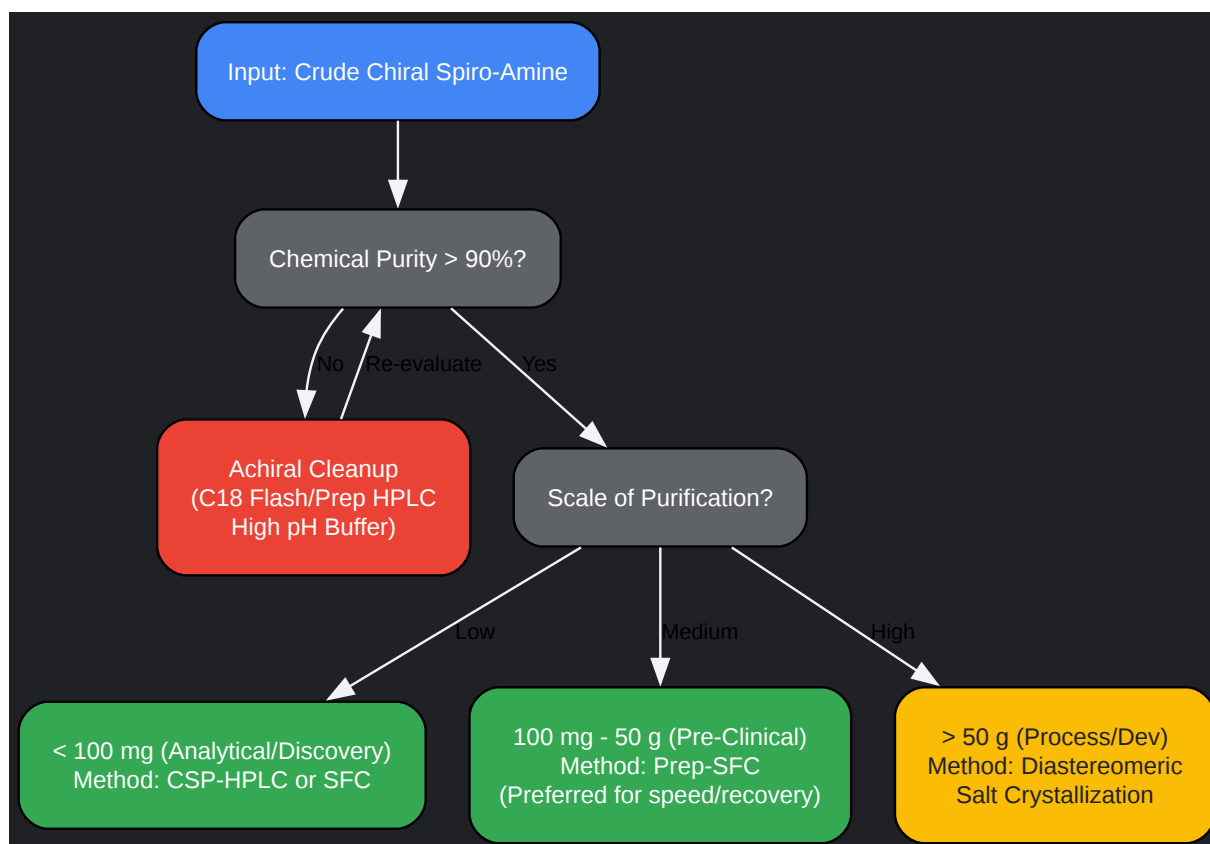 Input: Crude Chiral Spiro-Amine
Chemical Purity > 90%?
No
Re-evaluate
Yes
Achiral Cleanup
(C18 Flash/Prep HPLC
High pH Buffer)
Scale of Purification?
Low
Medium
High
< 100 mg (Analytical/Discovery)
Method: CSP-HPLC or SFC
100 mg - 50 g (Pre-Clinical)
Method: Prep-SFC
(Preferred for speed/recovery)
> 50 g (Process/Dev)
Method: Diastereomeric
Salt Crystallization